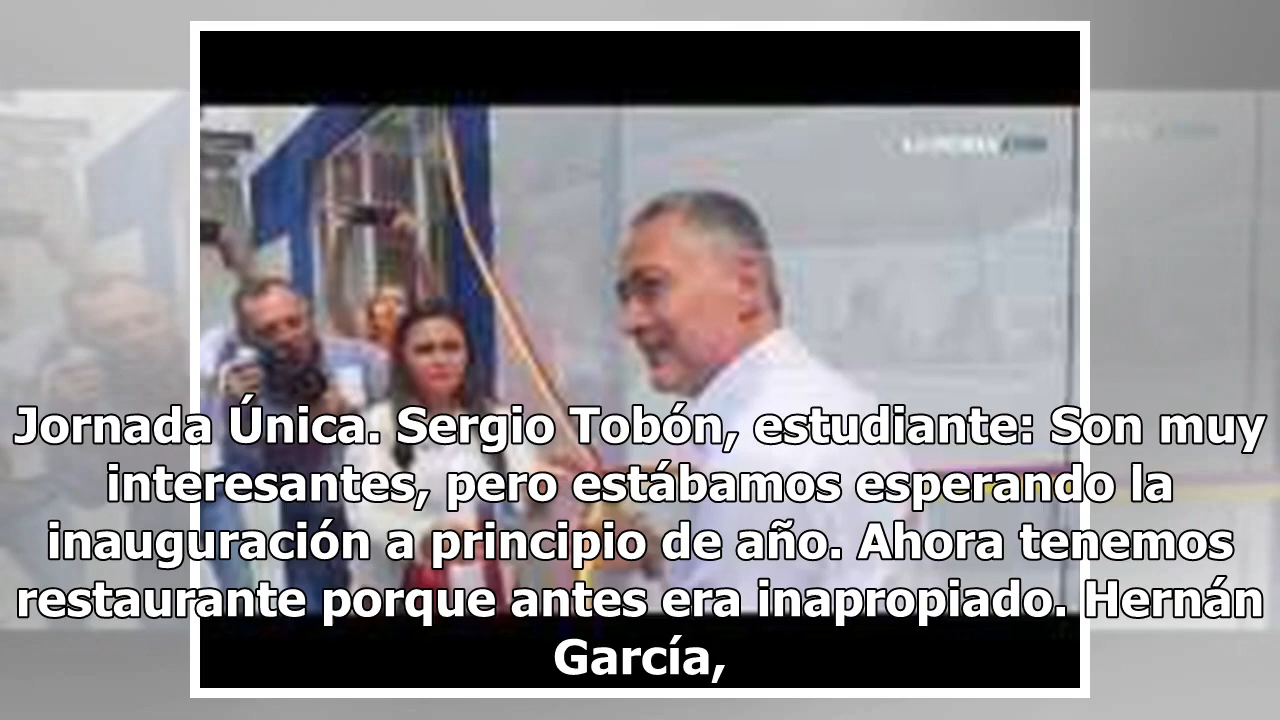 Jornada Única. Sergio Tobón, estudiante: Son muy
interesantes, pero estábamos esperando la
inauguración a principio de año. Ahora tenemos
restaurante porque antes era inapropiado. Hernán
García,